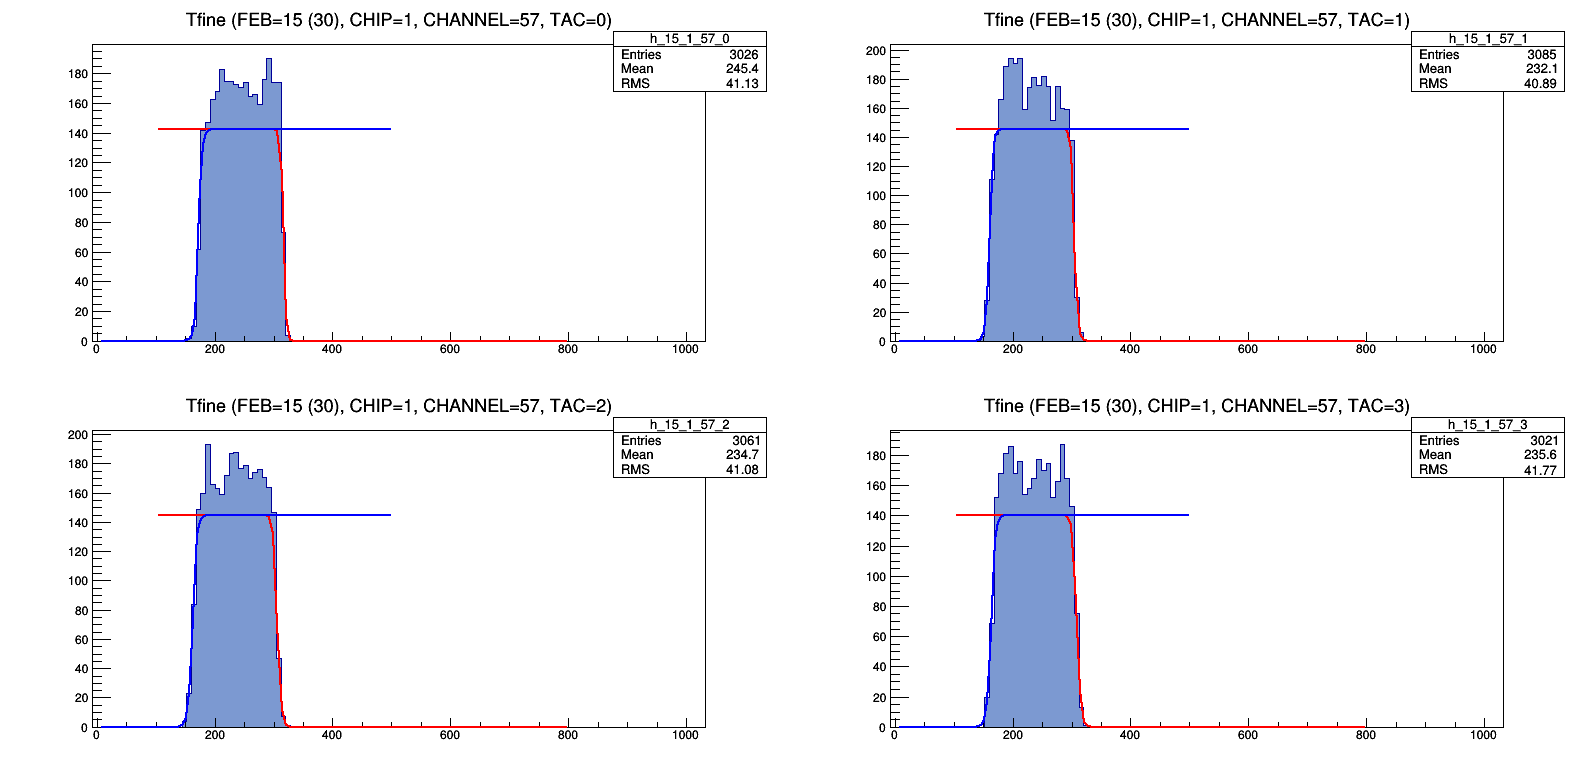 Tfine (FEB=15 (30), CHIP=1, CHANNEL=57, TAC=0)
h_15_1_57_0
Entries 3026
Mean 245.4
RMS 41.13
180
160
140
120
100
80
60
40
20
0
0 200 400 600 800 1000
Tfine (FEB=15 (30), CHIP=1, CHANNEL=57, TAC=1)
h_15_1_57_1
Entries 3085
Mean 232.1
RMS 40.89
200
180
160
140
120
100
80
60
40
20
0
0 200 400 600 800 1000
Tfine (FEB=15 (30), CHIP=1, CHANNEL=57, TAC=2)
h_15_1_57_2
Entries 3061
Mean 234.7
RMS 41.08
200
180
160
140
120
100
80
60
40
20
0
0 200 400 600 800 1000
Tfine (FEB=15 (30), CHIP=1, CHANNEL=57, TAC=3)
h_15_1_57_3
Entries 3021
Mean 235.6
RMS 41.77
180
160
140
120
100
80
60
40
20
0
0 200 400 600 800 1000